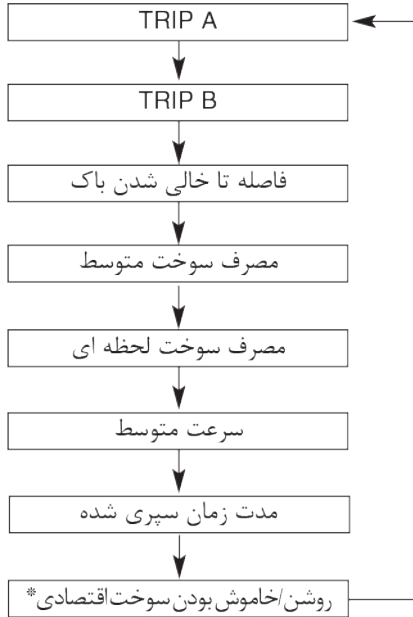 TRIP A
TRIP B
فاصله تا خالی شدن باک
مصرف سوخت متوسط
مصرف سوخت لحظه ای
سرعت متوسط
مدت زمان سپری شده
روشن/خاموش بودن سوخت اقتصادی*